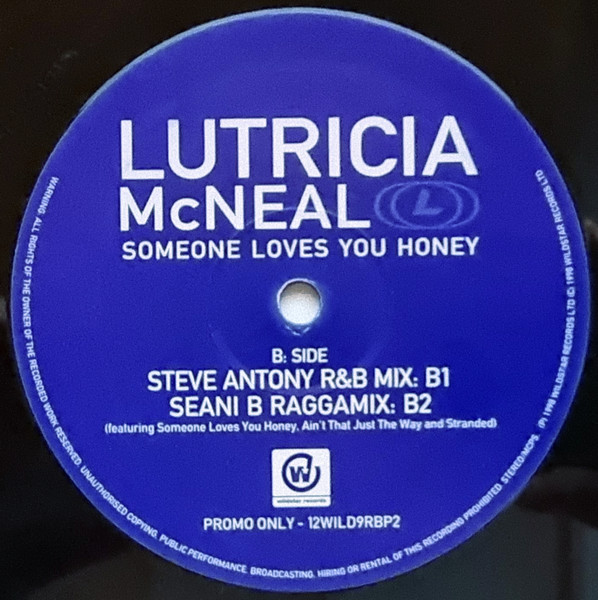 LUTRICIA
McNEAL
L
SOMEONE LOVES YOU HONEY
B: SIDE
STEVE ANTONY R&B MIX: B1
SEANI B RAGGAMIX: B2
(featuring Someone Loves You Honey, Ain't That Just The Way and Stranded)
W
wildstar records
PROMO ONLY - 12WILD9RBP2
WARNING: ALL RIGHTS OF THE OWNER OF THE RECORDED WORK RESERVED. UNAUTHORISED COPYING, PUBLIC PERFORMANCE, BROADCASTING, HIRING OR RENTAL OF THIS RECORDING PROHIBITED. STEREO-MCPS. (P) 1998 WILDSTAR RECORDS LTD © 1998 WILDSTAR RECORDS LTD